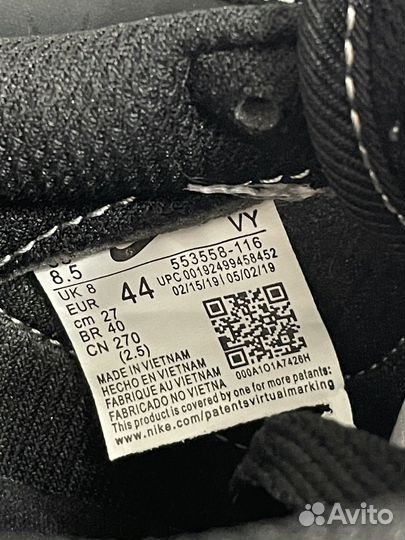 8.5
UK 8
EUR 44
cm 27
BR 40
CN 270
(2.5)
VY
553558-116
UPC 00192499458452
02/15/19 | 05/02/19
000A101A7426H
MADE IN VIETNAM
HECHO EN VIETNAM
FABRIQUÉ AU VIETNAM
FABRICADO NO VIETNA
This product is covered by one or more patents:
www.nike.com/patentsvirtualmarking
Avito